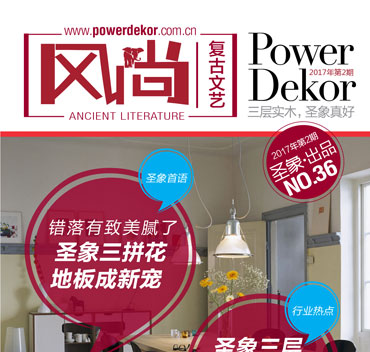 www.powerdekor.com.cn
风尚
复古文艺
ANCIENT LITERATURE
Power
Dekor
2017年第2期
三层实木，圣象真好
2017年第2期
圣象·出品
NO.36
圣象首语
错落有致美腻了
圣象三拼花
地板成新宠
行业热点
圣象三层